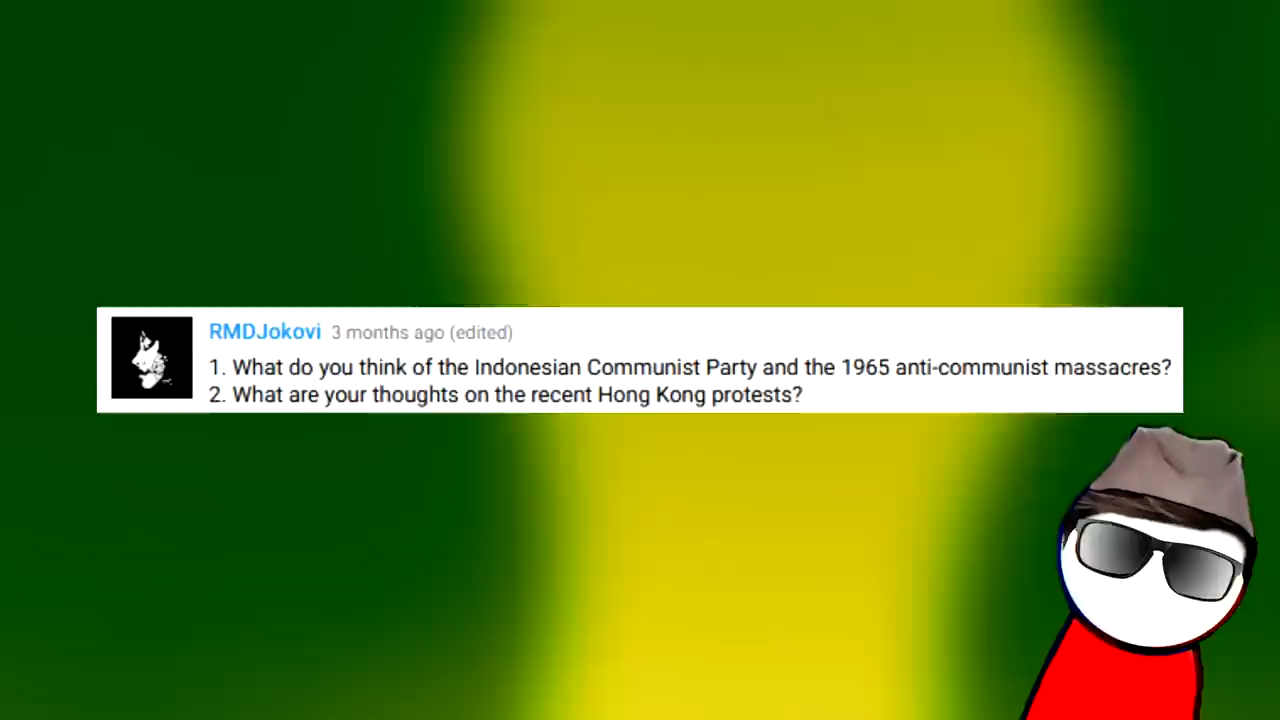 RMDJokovi 3 months ago (edited)
1. What do you think of the Indonesian Communist Party and the 1965 anti-communist massacres?
2. What are your thoughts on the recent Hong Kong protests?